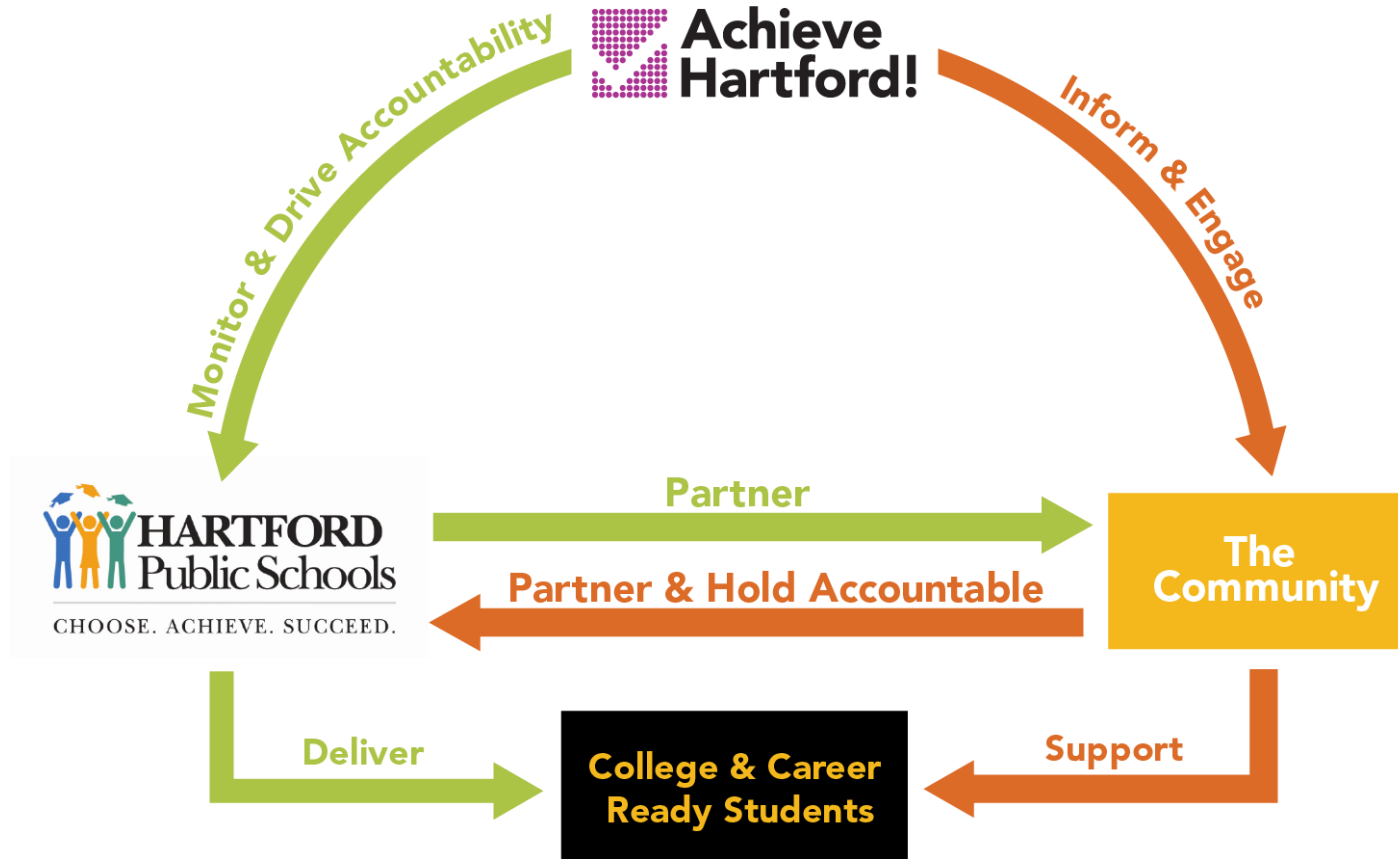 Achieve
Hartford!
Monitor & Drive Accountability
Inform & Engage
HARTFORD
Public Schools
CHOOSE. ACHIEVE. SUCCEED.
Partner
Partner & Hold Accountable
The
Community
Deliver
Support
College & Career
Ready Students